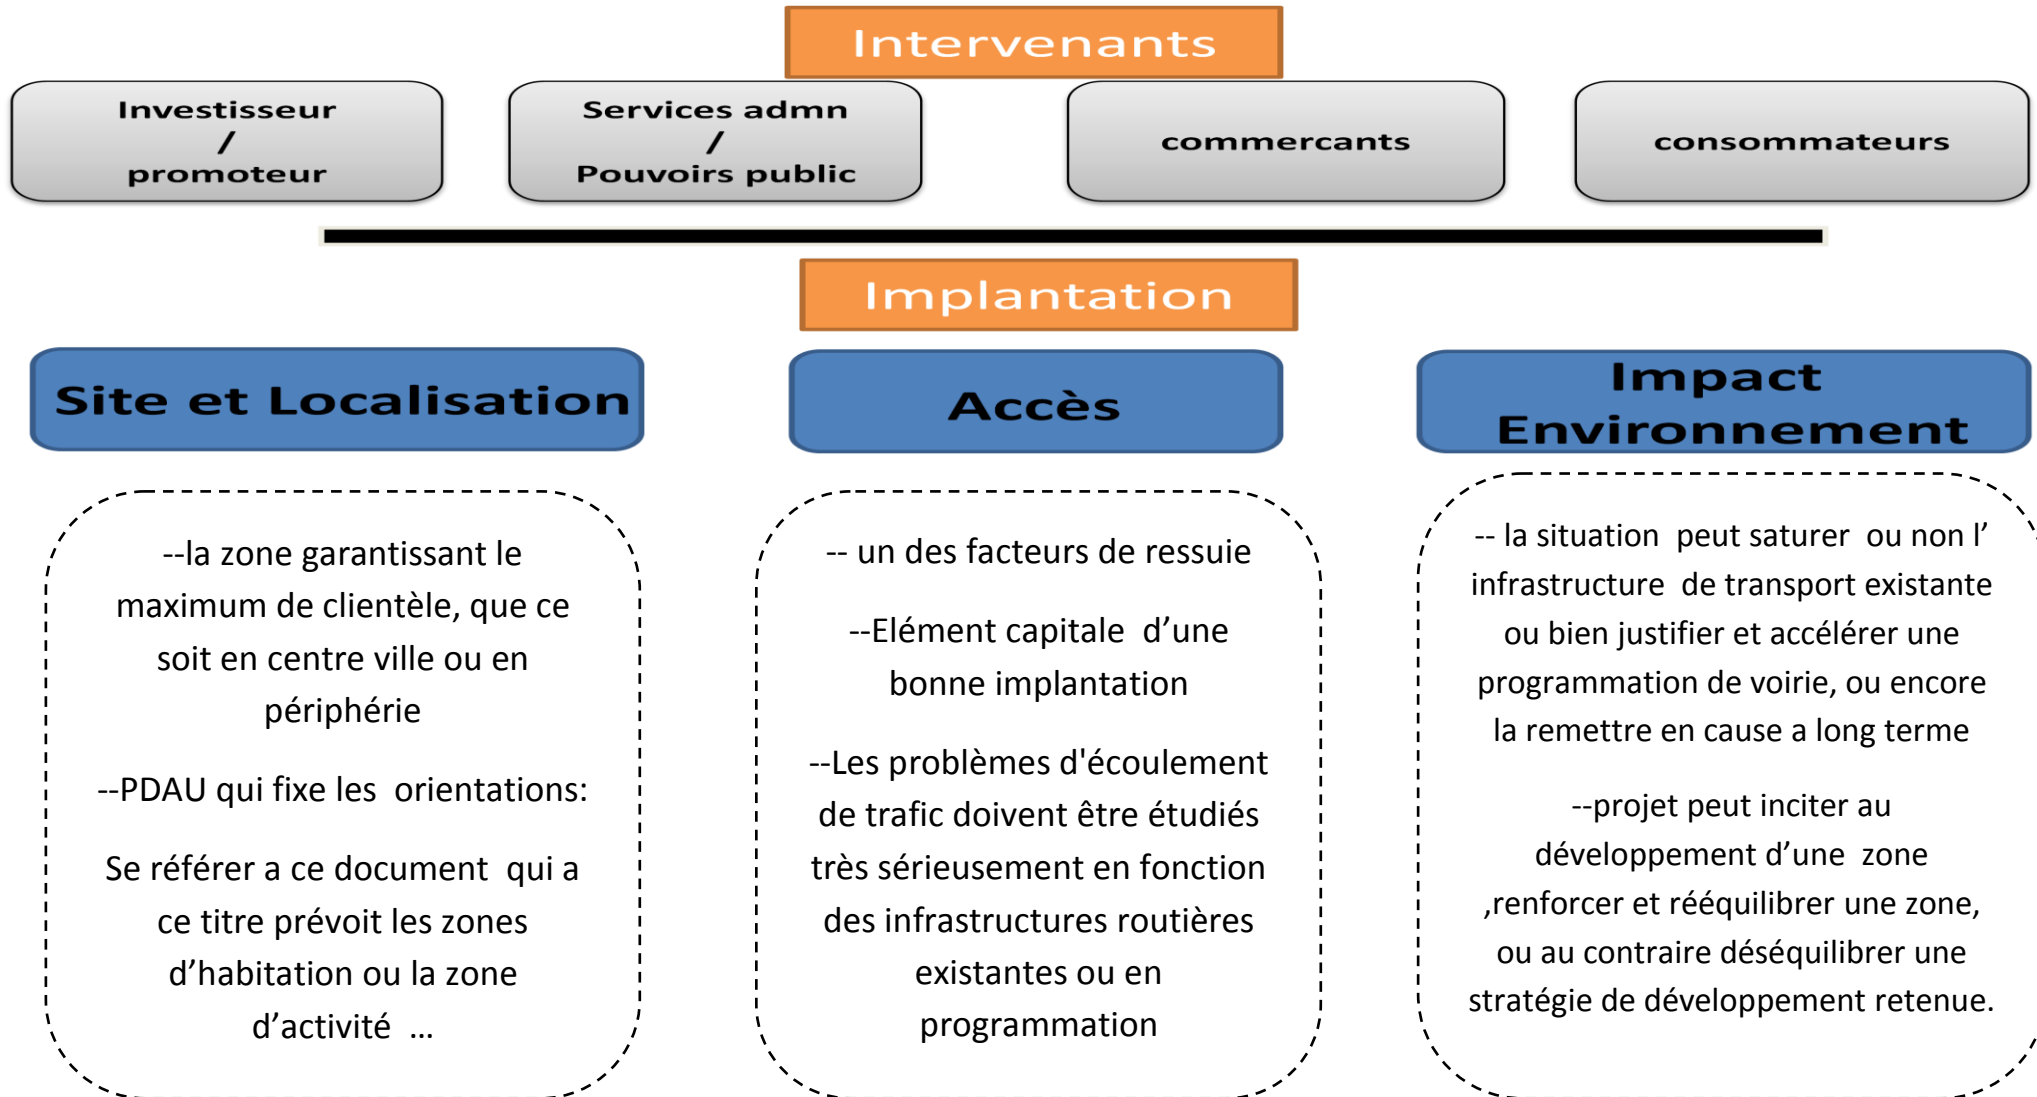 Intervenants
Investisseur
/
promoteur
Services admn
/
Pouvoirs public
commercants
consommateurs
Implantation
Site et Localisation
--la zone garantissant le
maximum de clientèle, que ce
soit en centre ville ou en
périphérie
--PDAU qui fixe les orientations:
Se référer a ce document qui a
ce titre prévoit les zones
d’habitation ou la zone
d’activité ...
Accès
-- un des facteurs de ressuie
--Elément capitale d’une
bonne implantation
--Les problèmes d'écoulement
de trafic doivent être étudiés
très sérieusement en fonction
des infrastructures routières
existantes ou en
programmation
Impact
Environnement
-- la situation peut saturer ou non l’
infrastructure de transport existante
ou bien justifier et accélérer une
programmation de voirie, ou encore
la remettre en cause a long terme
--projet peut inciter au
développement d’une zone
,renforcer et rééquilibrer une zone,
ou au contraire déséquilibrer une
stratégie de développement retenue.